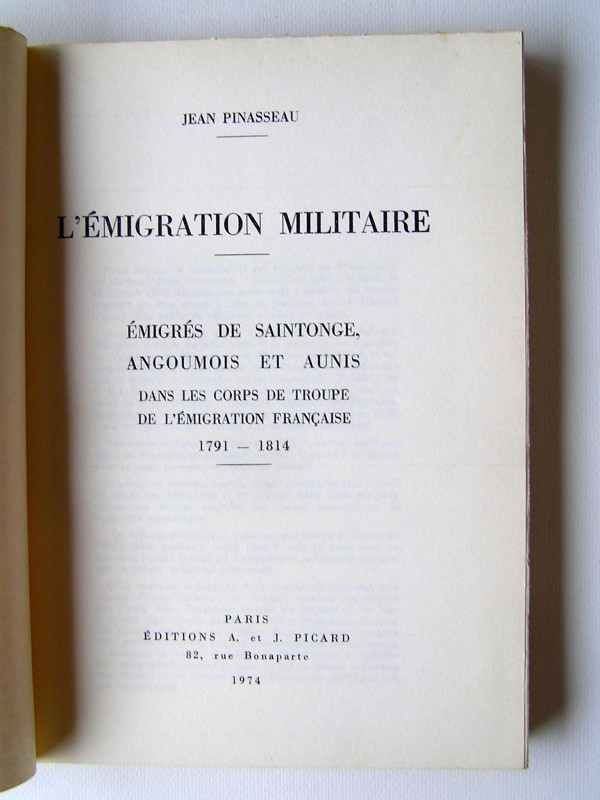 JEAN PINASSEAU
L'ÉMIGRATION MILITAIRE
ÉMIGRÉS DE SAINTONGE,
ANGOUMOIS ET AUNIS
DANS LES CORPS DE TROUPE
DE L'ÉMIGRATION FRANÇAISE
1791 — 1814
PARIS
ÉDITIONS A. et J. PICARD
82, rue Bonaparte
1974